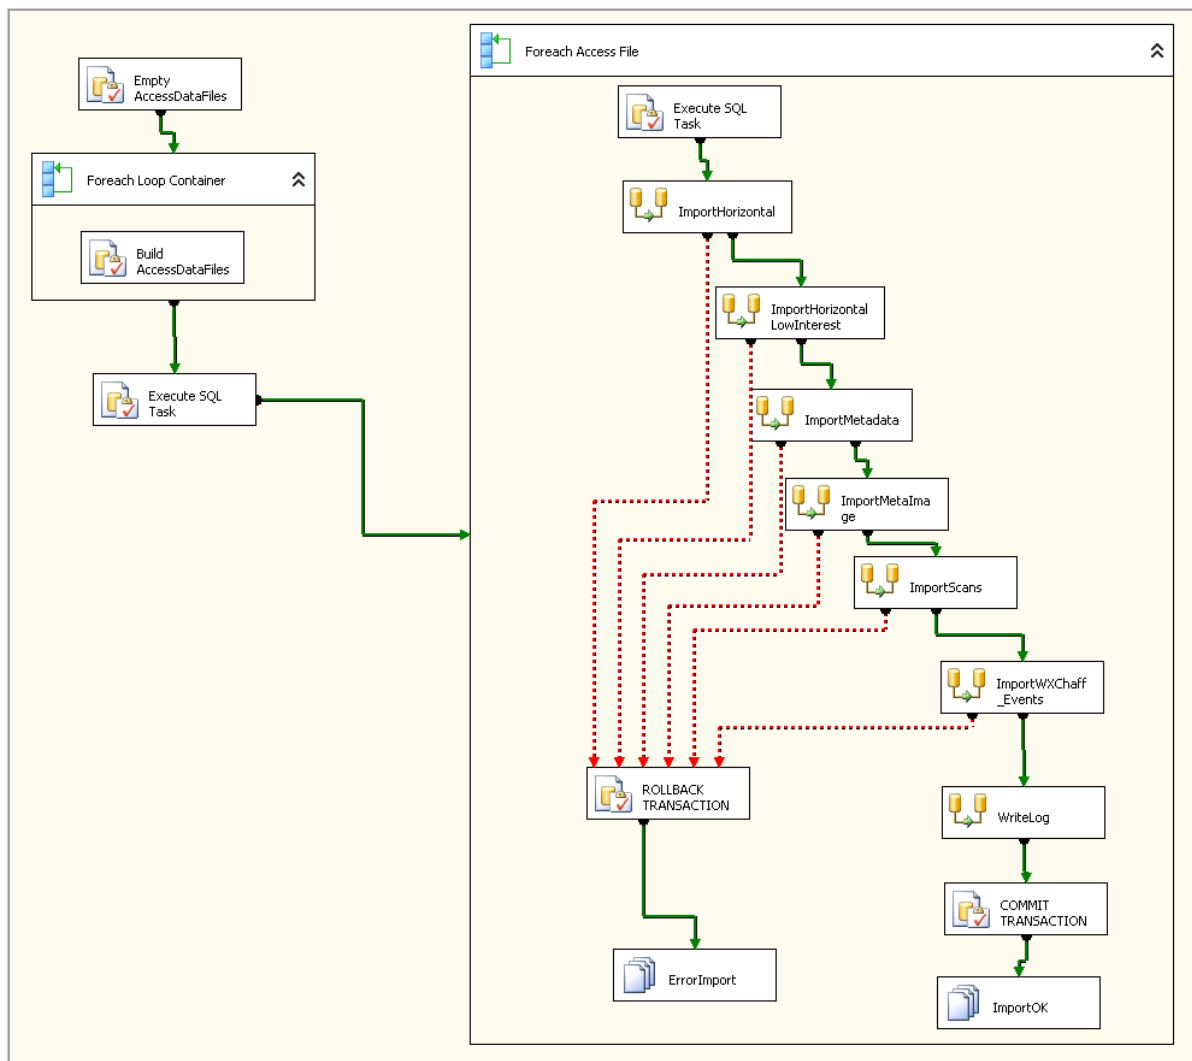 Empty
AccessDataFiles
Foreach Loop Container
Build
AccessDataFiles
Execute SQL
Task
Foreach Access File
Execute SQL
Task
ImportHorizontal
ImportHorizontal
LowInterest
ImportMetadata
ImportMetaIma
ge
ImportScans
ImportWXChaff
_Events
ROLLBACK
TRANSACTION
WriteLog
COMMIT
TRANSACTION
ErrorImport
ImportOK